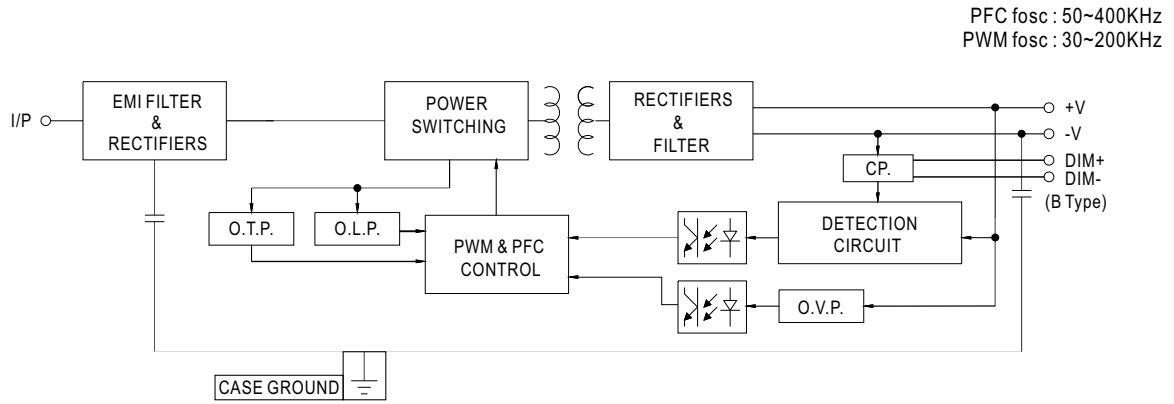 PFC fosc : 50~400KHz
PWM fosc : 30~200KHz
I/P
EMI FILTER
&
RECTIFIERS
POWER
SWITCHING
RECTIFIERS
&
FILTER
+V
-V
DIM+
DIM-
(B Type)
CP.
O.T.P.
O.L.P.
PWM & PFC
CONTROL
DETECTION
CIRCUIT
O.V.P.
CASE GROUND